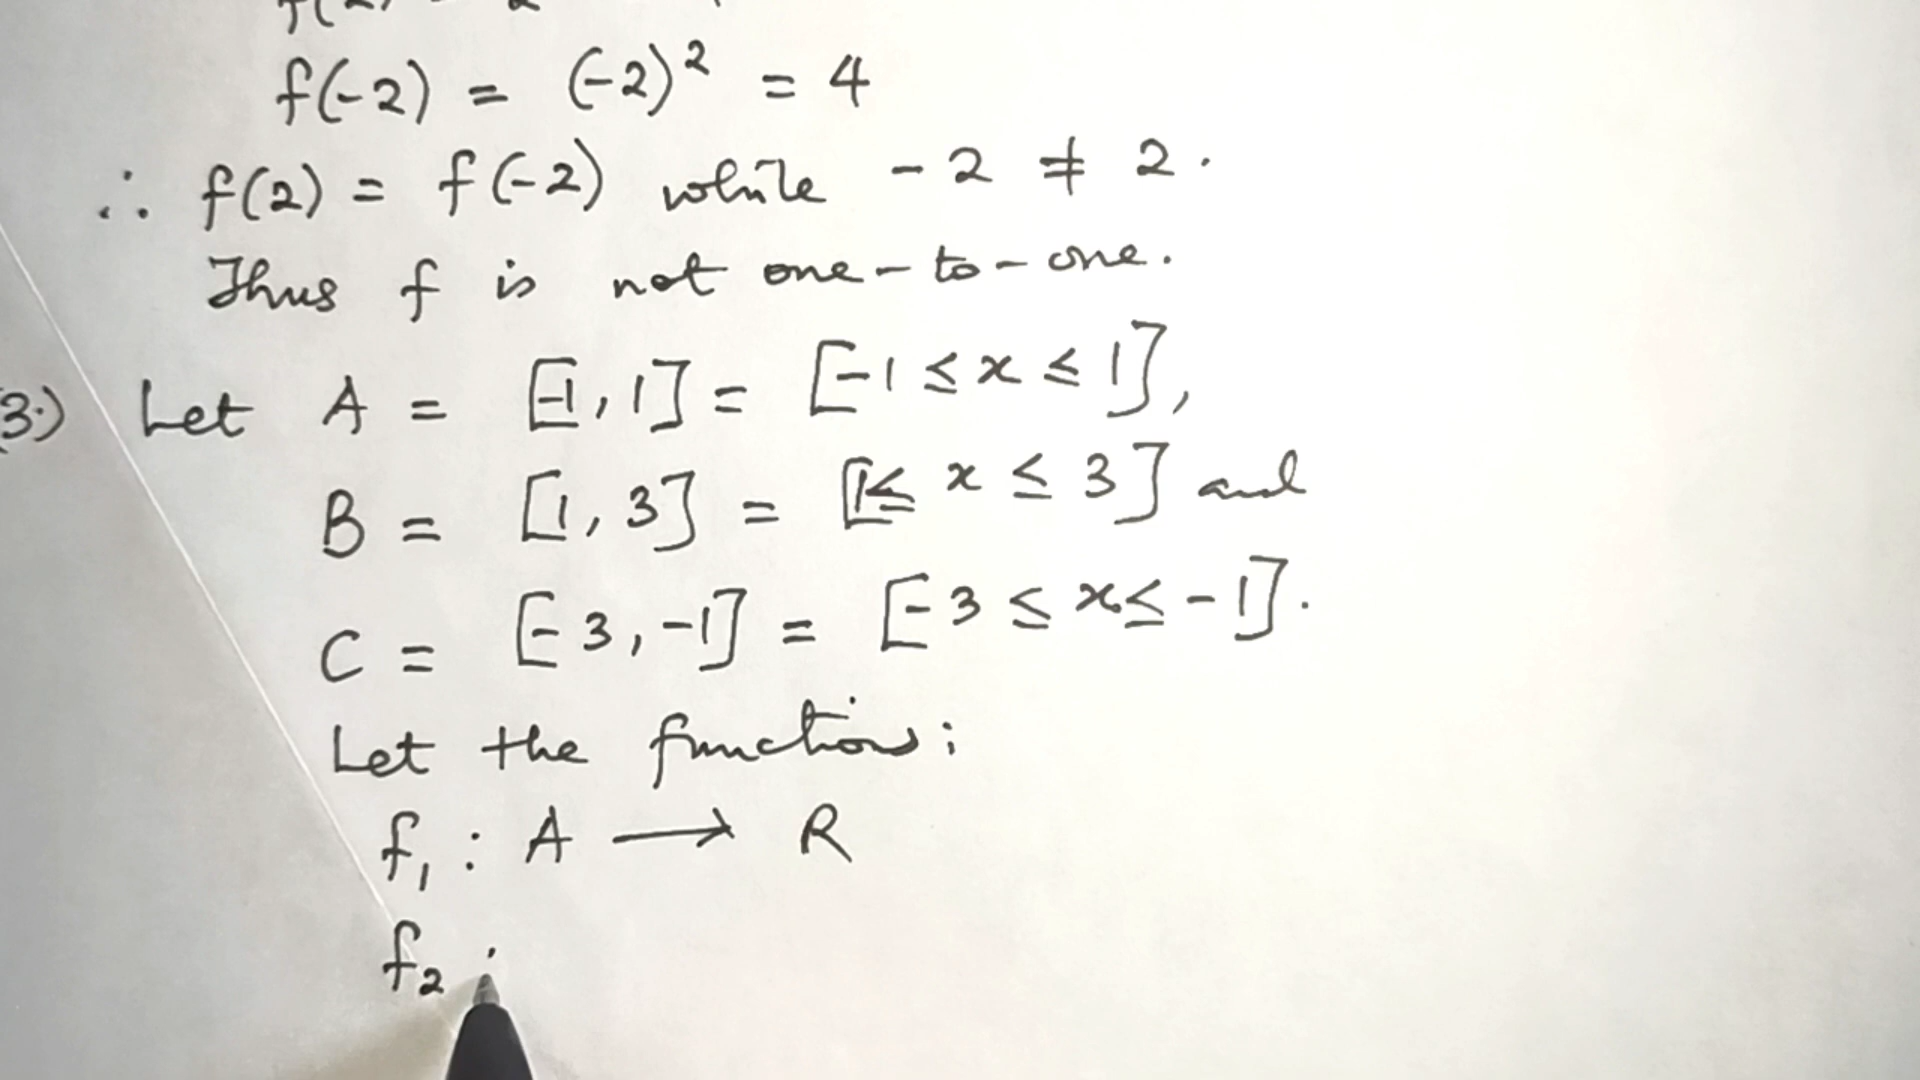 f(-2) = (-2)² = 4
∴ f(2) = f(-2) while -2 ≠ 2.
Thus f is not one-to-one.
(3.) Let A = [-1, 1] = [-1 ≤ x ≤ 1],
B = [1, 3] = [1 ≤ x ≤ 3] and
C = [-3, -1] = [-3 ≤ x ≤ -1].
Let the functions:
f₁ : A ⟶ R
f₂